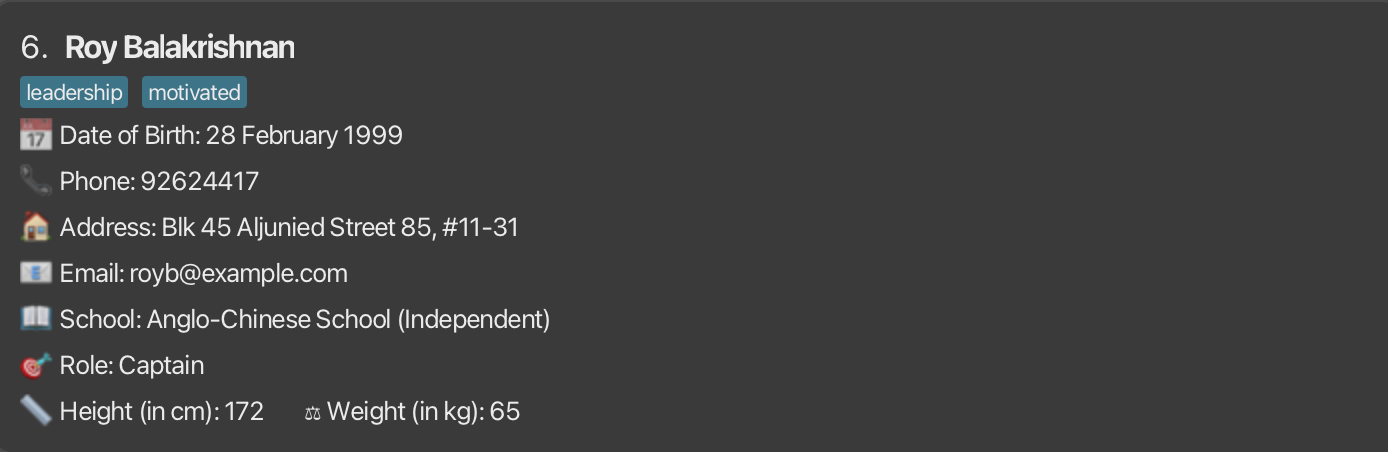 6. Roy Balakrishnan
leadership motivated
17 Date of Birth: 28 February 1999
Phone: 92624417
Address: Blk 45 Aljunied Street 85, #11-31
Email: royb@example.com
School: Anglo-Chinese School (Independent)
Role: Captain
Height (in cm): 172 Weight (in kg): 65